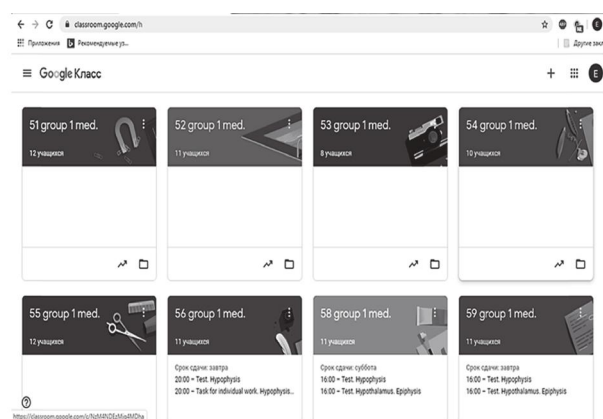 classroom.google.com/h
Приложения Рекомендуемые уз... Другие закл
Google Класс + E
51 group 1 med.
12 учащихся
52 group 1 med.
11 учащихся
53 group 1 med.
8 учащихся
54 group 1 med.
10 учащихся
55 group 1 med.
12 учащихся
56 group 1 med.
11 учащихся
Срок сдачи: завтра
20:00 – Test. Hypophysis
20:00 – Task for individual work. Hypophysis...
58 group 1 med.
11 учащихся
Срок сдачи: суббота
16:00 – Test. Hypophysis
16:00 – Test. Hypothalamus. Epiphysis
59 group 1 med.
11 учащихся
Срок сдачи: завтра
16:00 – Test. Hypophysis
16:00 – Test. Hypothalamus. Epiphysis